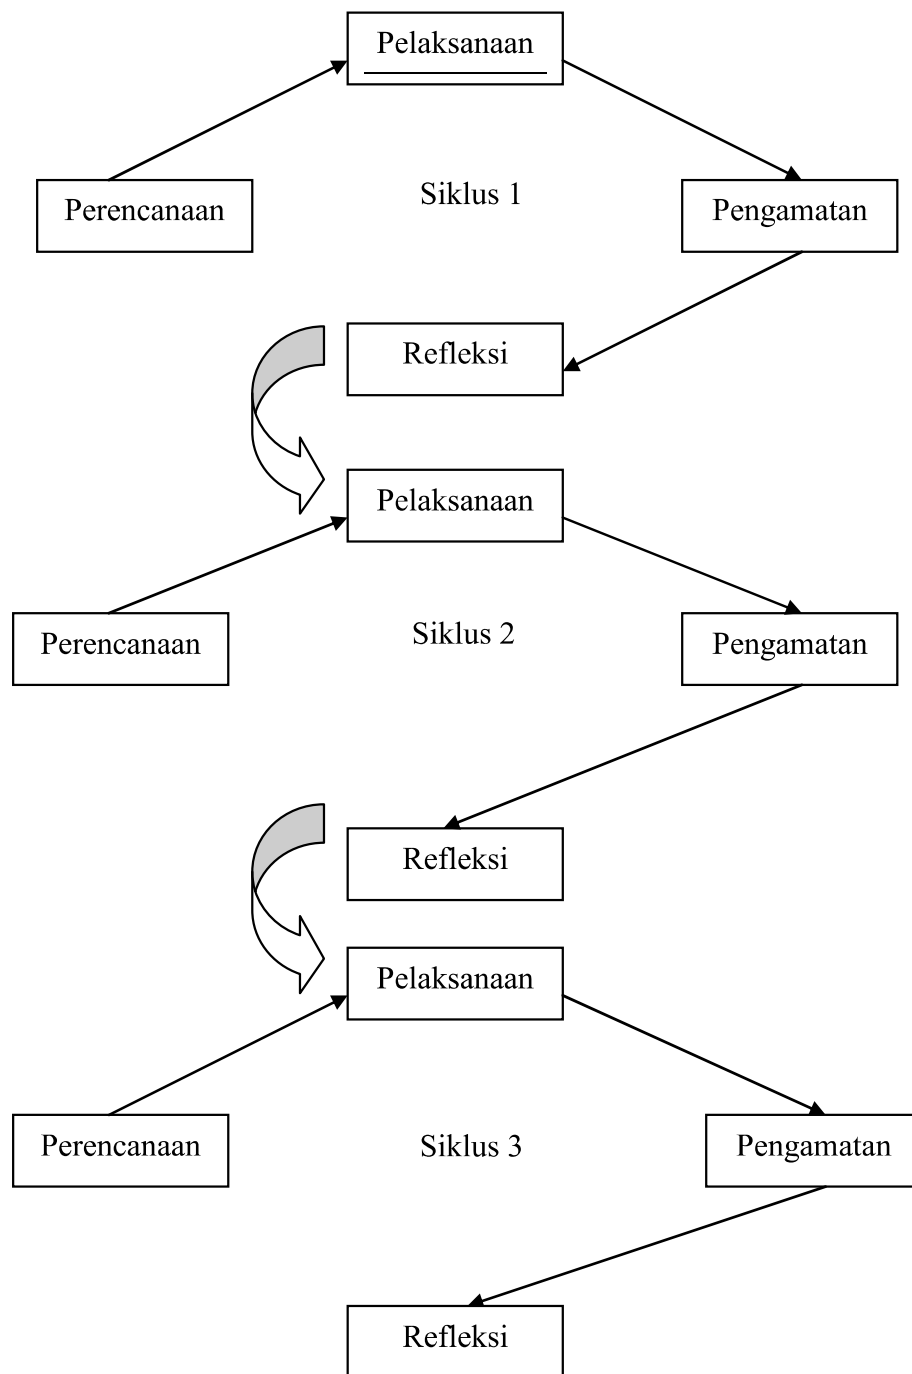 Pelaksanaan
Perencanaan
Siklus 1
Pengamatan
Refleksi
Pelaksanaan
Perencanaan
Siklus 2
Pengamatan
Refleksi
Pelaksanaan
Perencanaan
Siklus 3
Pengamatan
Refleksi